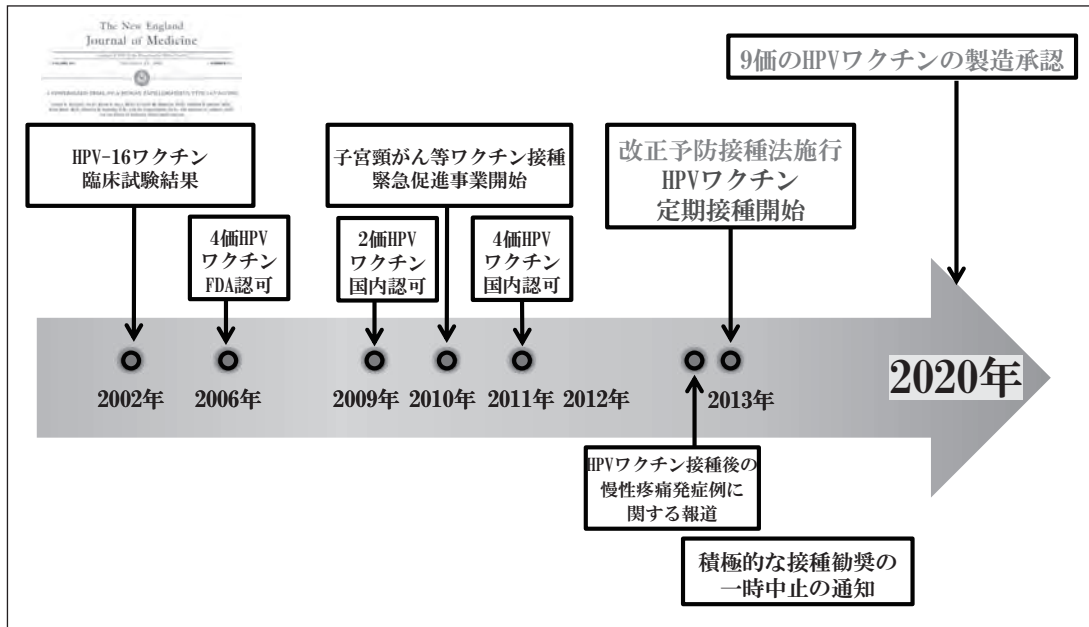 The New England
Journal of Medicine
9価のHPVワクチンの製造承認
HPV-16ワクチン
臨床試験結果
子宮頸がん等ワクチン接種
緊急促進事業開始
改正予防接種法施行
HPVワクチン
定期接種開始
4価HPV
ワクチン
FDA認可
2価HPV
ワクチン
国内認可
4価HPV
ワクチン
国内認可
2002年
2006年
2009年
2010年
2011年
2012年
2013年
2020年
HPVワクチン接種後の
慢性疼痛発症例に
関する報道
積極的な接種勧奨の
一時中止の通知